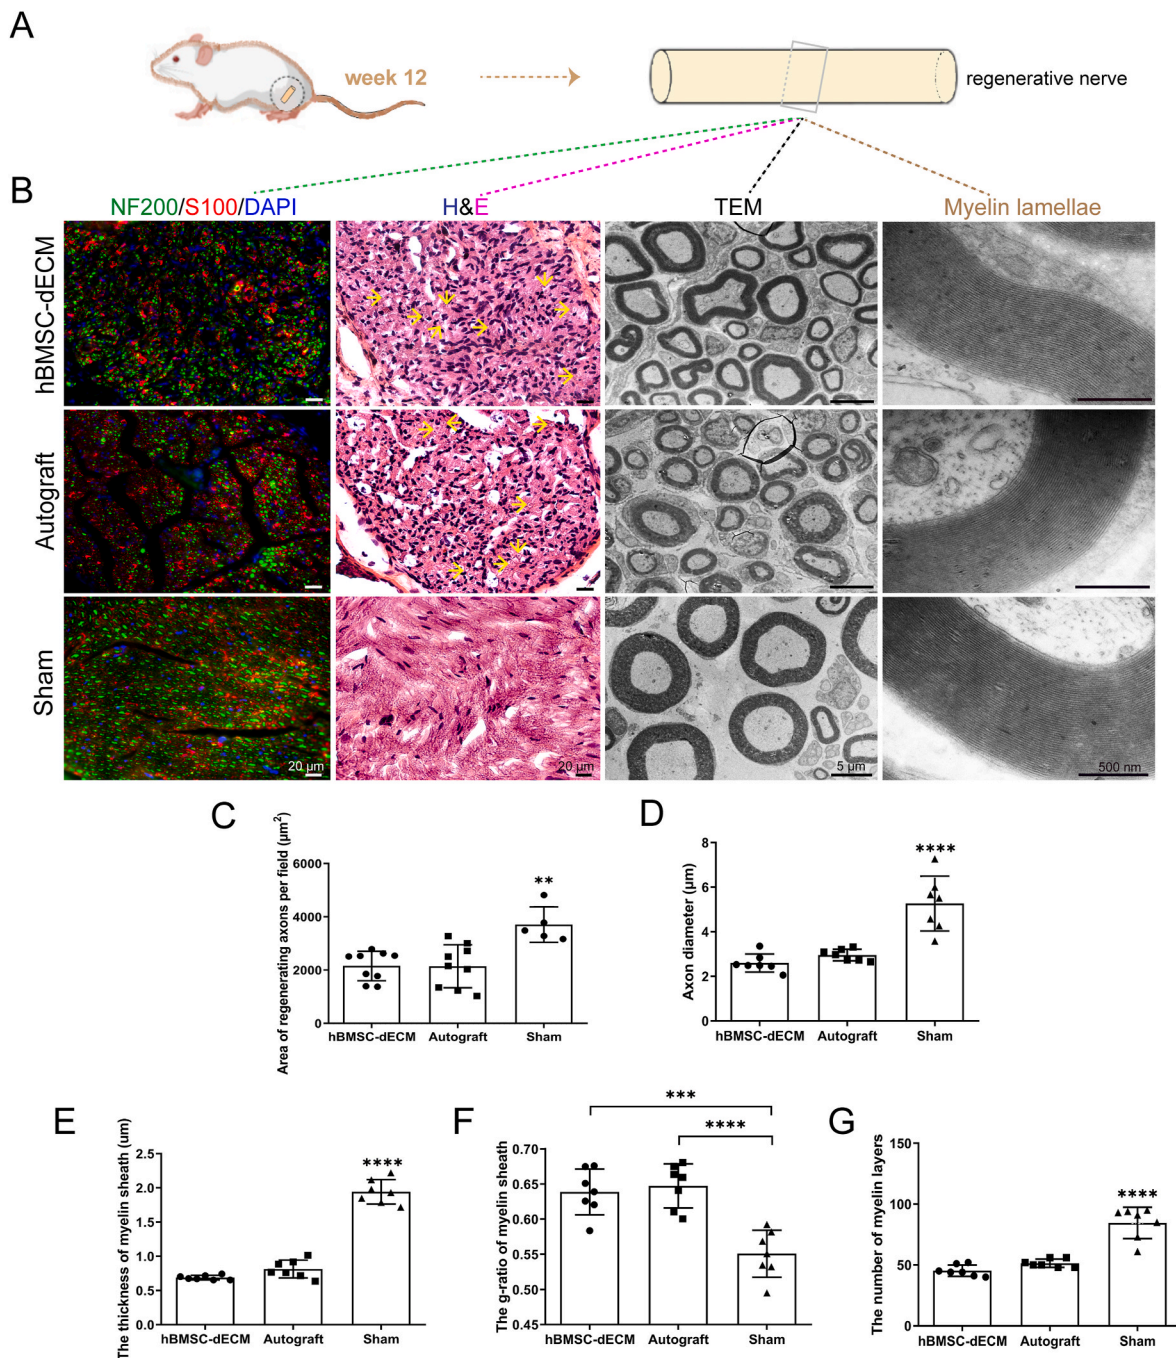 A
week 12
regenerative nerve
B
NF200/S100/DAPI H&E TEM Myelin lamellae
hBMSC-dECM
Autograft
Sham
20 µm 20 µm 5 µm 500 nm
C
Area of regenerating axons per field (µm²)
6000
4000
2000
0
**
hBMSC-dECM Autograft Sham
D
Axon diameter (µm)
8
6
4
2
0
****
hBMSC-dECM Autograft Sham
E
The thickness of myelin sheath (um)
2.5
2.0
1.5
1.0
0.5
0.0
****
hBMSC-dECM Autograft Sham
F
The g-ratio of myelin sheath
0.70
0.65
0.60
0.55
0.50
0.45
***
****
hBMSC-dECM Autograft Sham
G
The number of myelin layers
150
100
50
0
****
hBMSC-dECM Autograft Sham